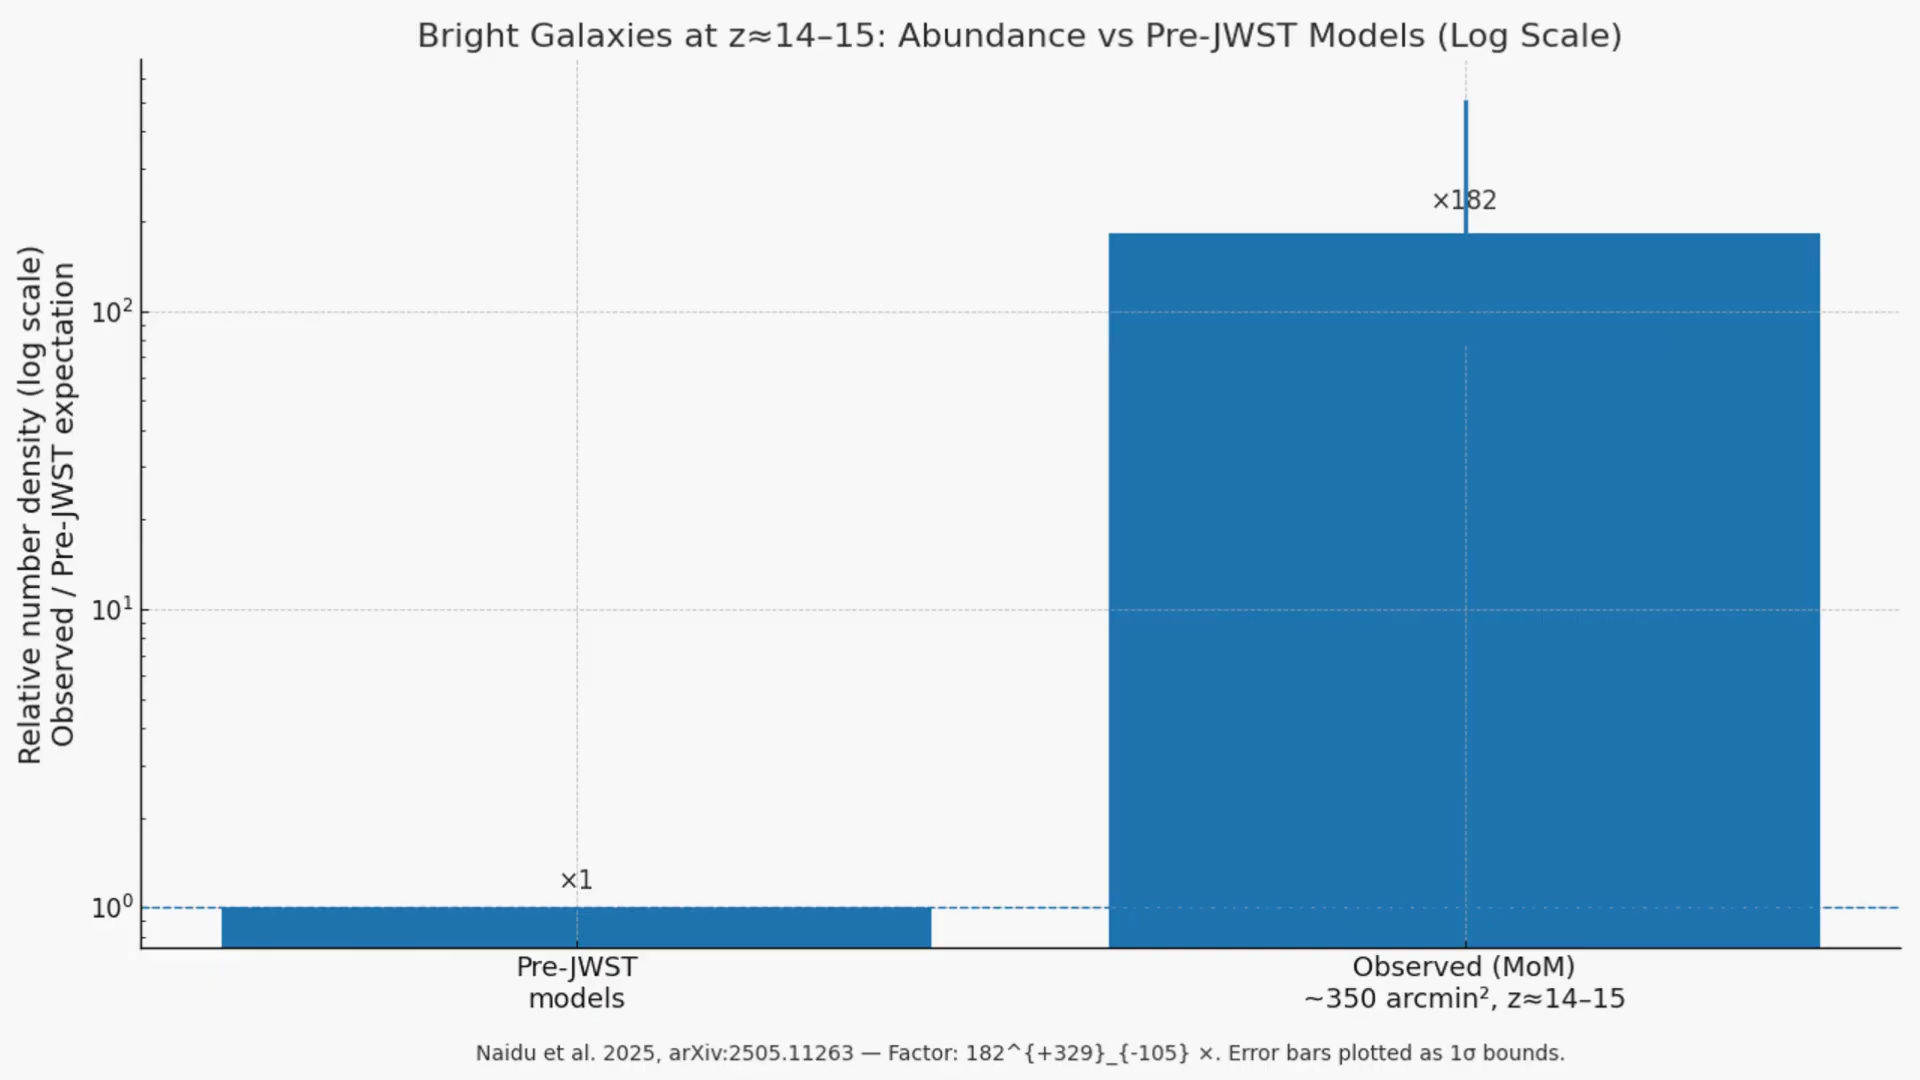 Bright Galaxies at z≈14–15: Abundance vs Pre-JWST Models (Log Scale)
Relative number density (log scale)
Observed / Pre-JWST expectation
10²
10¹
10⁰
×1
×182
Pre-JWST
models
Observed (MoM)
~350 arcmin², z≈14–15
Naidu et al. 2025, arXiv:2505.11263 — Factor: 182^{+329}_{-105} ×. Error bars plotted as 1σ bounds.